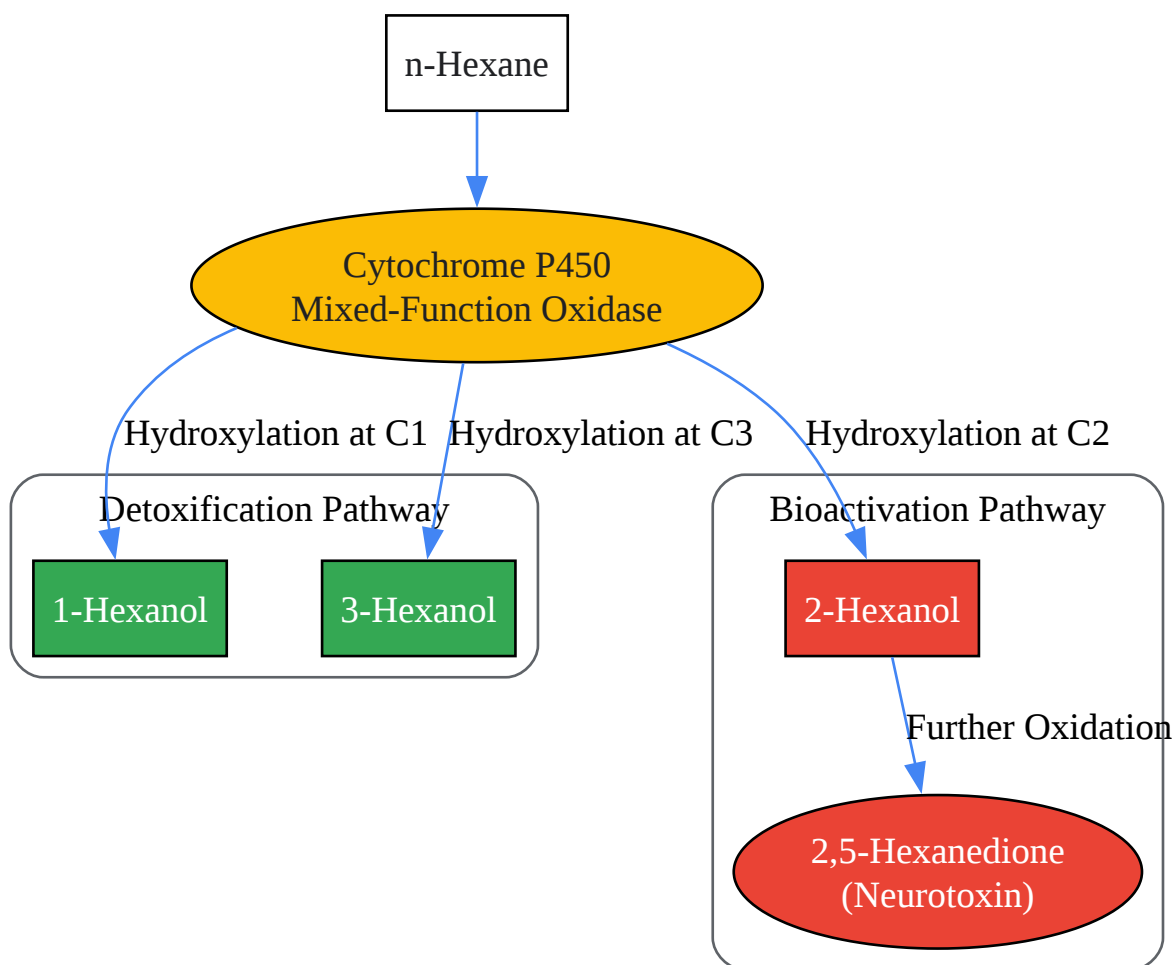 n-Hexane
Cytochrome P450
Mixed-Function Oxidase
Hydroxylation at C1
Hydroxylation at C3
Hydroxylation at C2
Detoxification Pathway
Bioactivation Pathway
1-Hexanol
3-Hexanol
2-Hexanol
Further Oxidation
2,5-Hexanedione
(Neurotoxin)